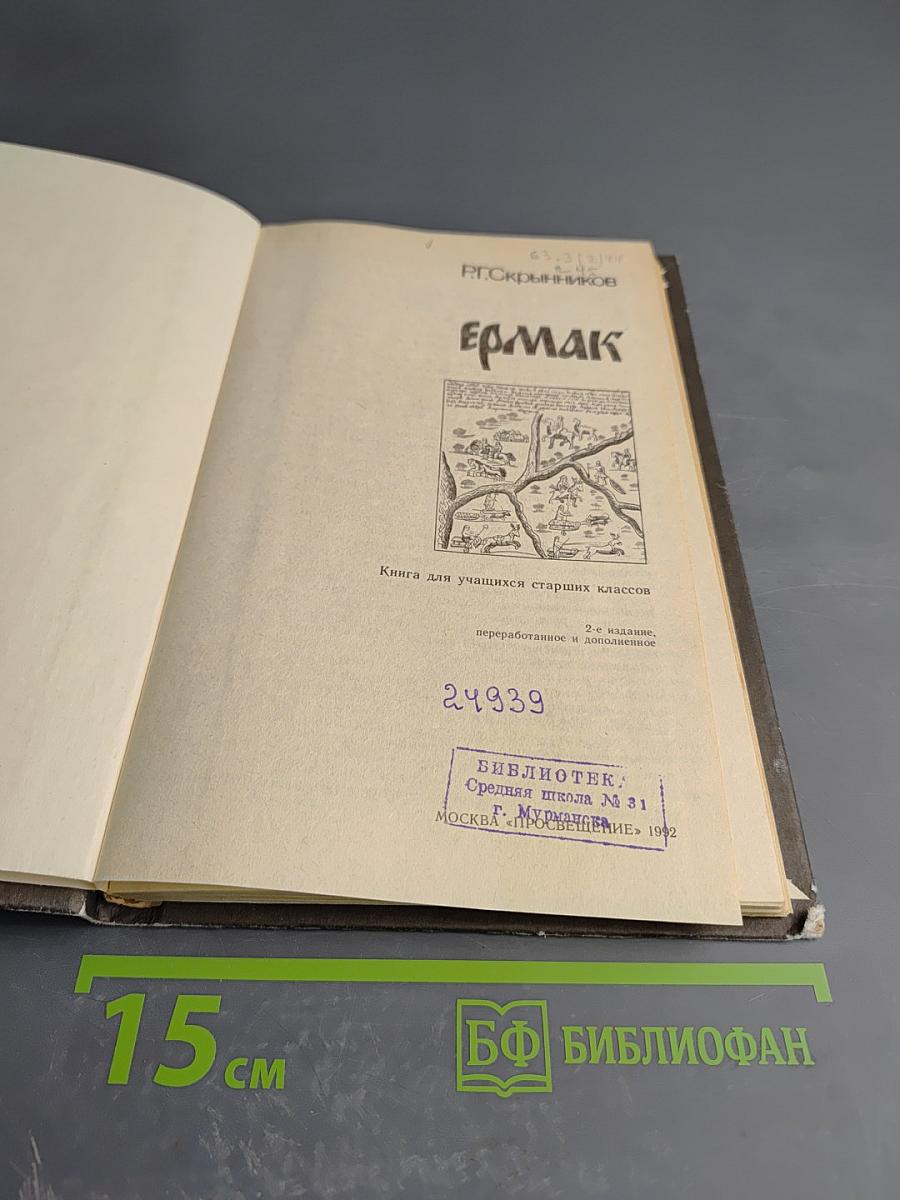 63.3(2)44
Р.Г.Скрынников
ермак
Книга для учащихся старших классов
2-е издание,
переработанное и дополненное
24939
БИБЛИОТЕКА
Средняя школа № 31
г. Мурманска
МОСКВА «ПРОСВЕЩЕНИЕ» 1992
15 см
БФ БИБЛИОФАН